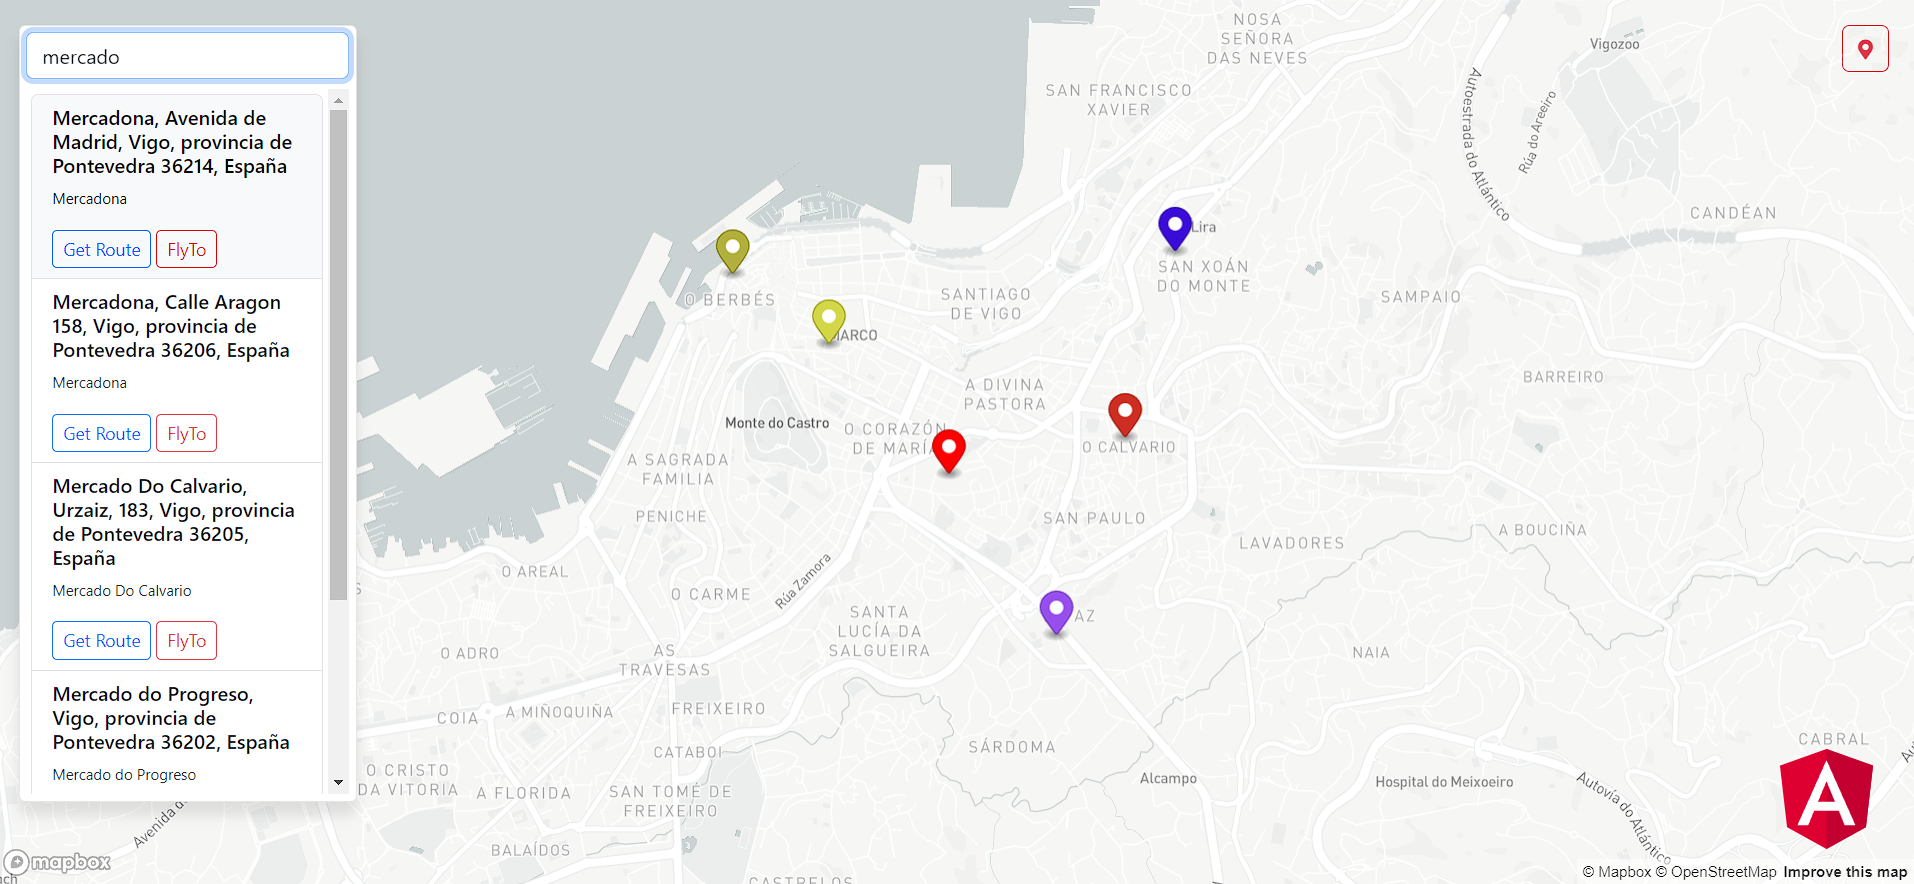 mercado
Mercadona, Avenida de
Madrid, Vigo, provincia de
Pontevedra 36214, España
Mercadona
Get Route
FlyTo
Mercadona, Calle Aragon
158, Vigo, provincia de
Pontevedra 36206, España
Mercadona
Get Route
FlyTo
Mercado Do Calvario,
Urzaiz, 183, Vigo, provincia
de Pontevedra 36205,
España
Mercado Do Calvario
Get Route
FlyTo
Mercado do Progreso,
Vigo, provincia de
Pontevedra 36202, España
Mercado do Progreso
NOSA
SEÑORA
DAS NEVES
Vigozoo
SAN FRANCISCO
XAVIER
Autoestrada do Atlántico
Rúa do Areeiro
CANDÉAN
Lira
SAN XOÁN
DO MONTE
O BERBÉS
SANTIAGO
DE VIGO
SAMPAIO
MARCO
A DIVINA
PASTORA
BARREIRO
Monte do Castro
O CORAZÓN
DE MARÍA
O CALVARIO
A SAGRADA
FAMILIA
PENICHE
SAN PAULO
A BOUCIÑA
LAVADORES
O AREAL
Rúa Zamora
O CARME
SANTA
LUCÍA DA
SALGUEIRA
AZ
O ADRO
AS
TRAVESAS
NAIA
COIA
A MIÑOQUIÑA
FREIXEIRO
SÁRDOMA
CATABOI
CABRAL
O CRISTO
DA VITORIA
A FLORIDA
SAN TOMÉ DE
FREIXEIRO
Alcampo
Hospital do Meixoeiro
Autovía do Atlántico
Avenida de
BALAÍDOS
CASTRELOS
A
mapbox
© Mapbox © OpenStreetMap Improve this map